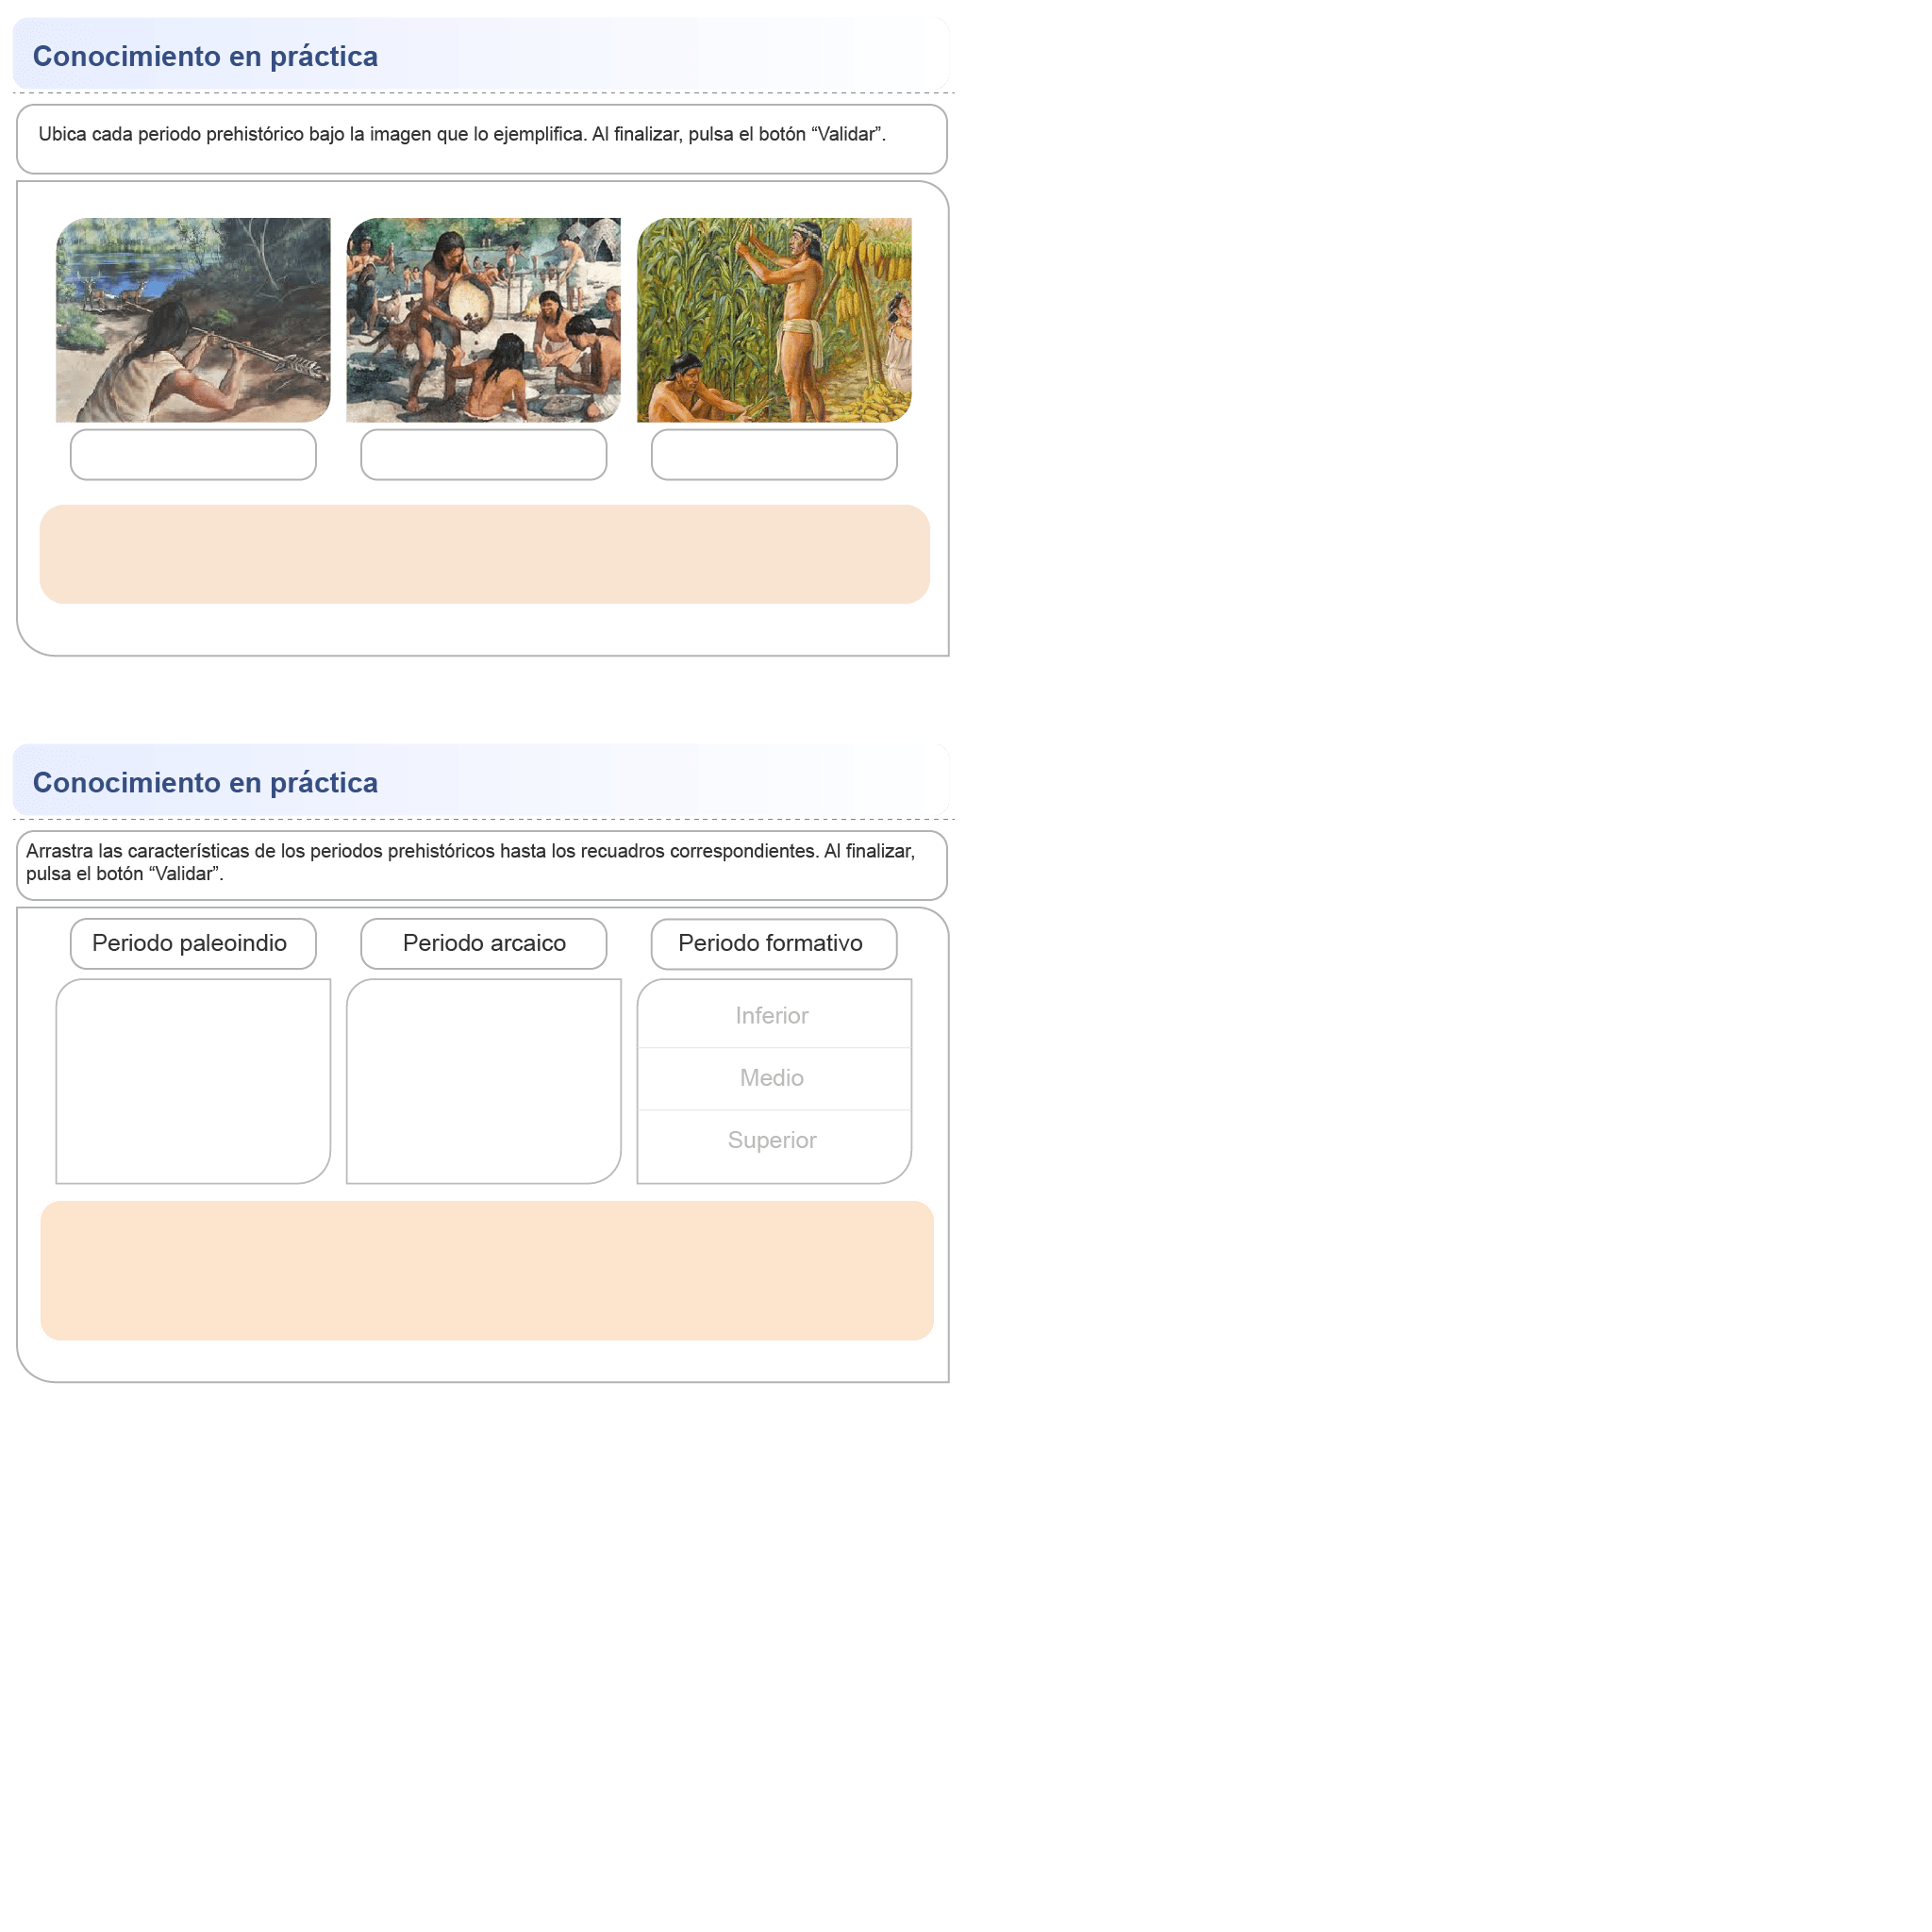 Conocimiento en práctica
Ubica cada periodo prehistórico bajo la imagen que lo ejemplifica. Al finalizar, pulsa el botón “Validar”.
Conocimiento en práctica
Arrastra las características de los periodos prehistóricos hasta los recuadros correspondientes. Al finalizar,
pulsa el botón “Validar”.
Periodo paleoindio
Periodo arcaico
Periodo formativo
Inferior
Medio
Superior